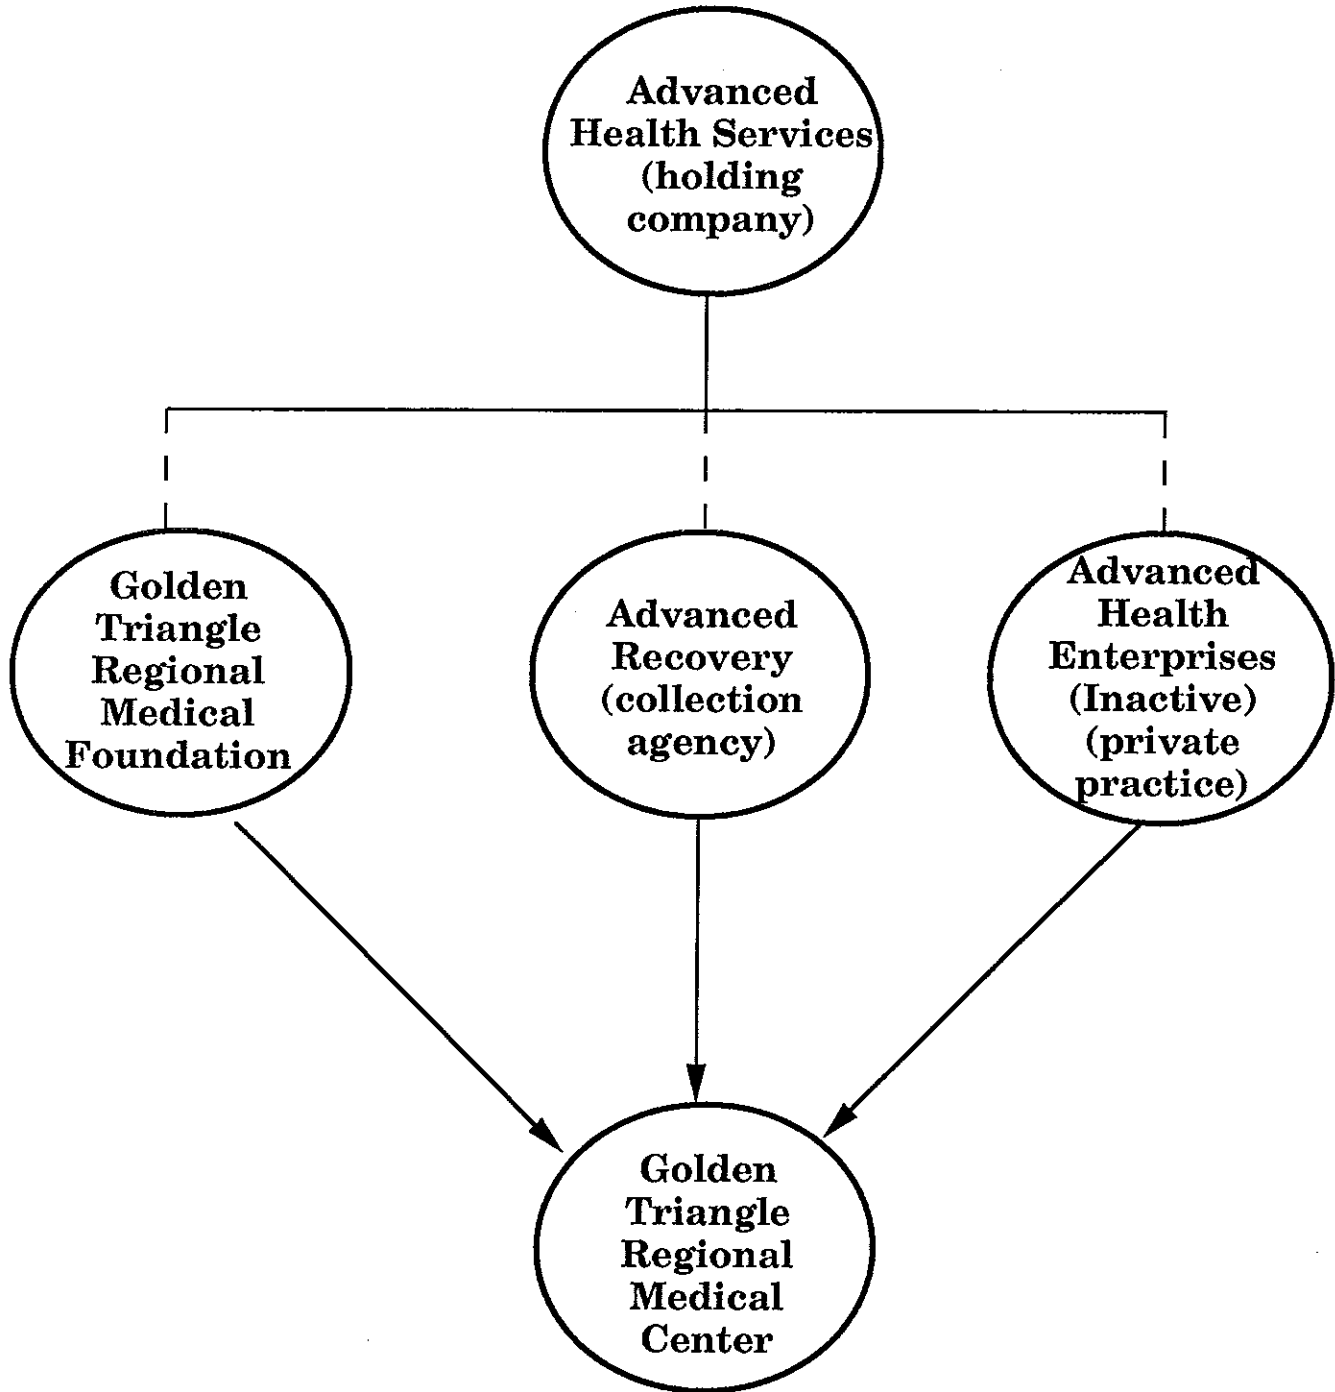 Advanced
Health Services
(holding
company)
Golden
Triangle
Regional
Medical
Foundation
Advanced
Recovery
(collection
agency)
Advanced
Health
Enterprises
(Inactive)
(private
practice)
Golden
Triangle
Regional
Medical
Center